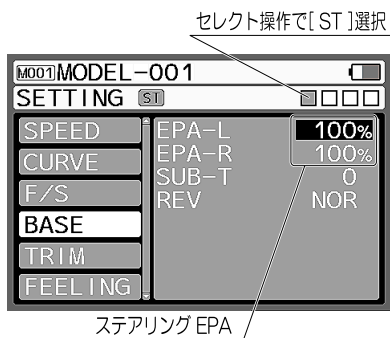 セレクト操作で[ ST ]選択
M001 MODEL-001
SETTING ST
SPEED
CURVE
F/S
BASE
TRIM
FEELING
EPA-L 100%
EPA-R 100%
SUB-T 0
REV NOR
ステアリング EPA